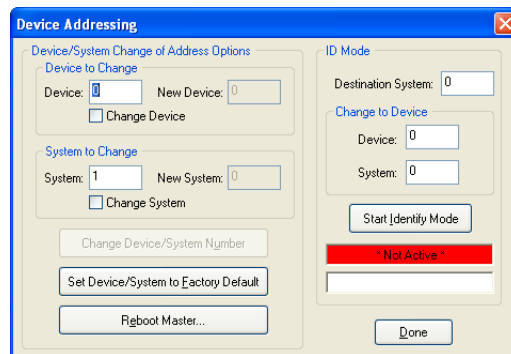 Device Addressing
Device/System Change of Address Options
Device to Change
Device: 0 New Device: 0
Change Device
System to Change
System: 1 New System: 0
Change System
Change Device/System Number
Set Device/System to Factory Default
Reboot Master...
ID Mode
Destination System: 0
Change to Device
Device: 0
System: 0
Start Identify Mode
* Not Active *
Done